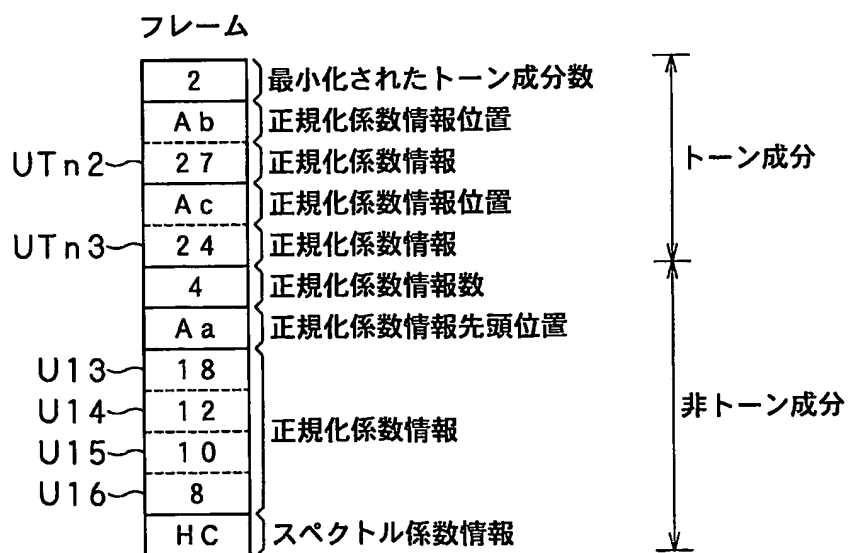 フレーム
2 最小化されたトーン成分数
Ab 正規化係数情報位置
UTn2 27 正規化係数情報
トーン成分
Ac 正規化係数情報位置
UTn3 24 正規化係数情報
4 正規化係数情報数
Aa 正規化係数情報先頭位置
U13 18
U14 12
正規化係数情報
非トーン成分
U15 10
U16 8
HC スペクトル係数情報